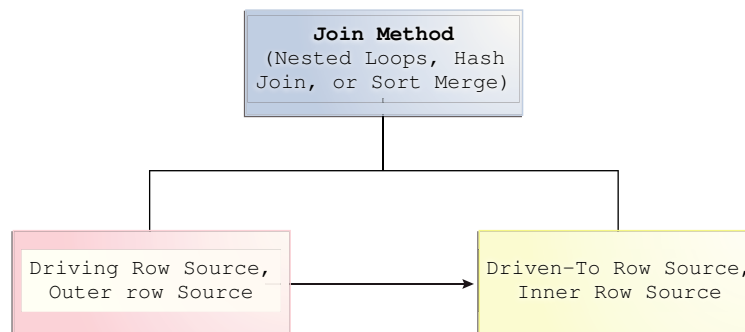 Join Method
(Nested Loops, Hash
Join, or Sort Merge)
Driving Row Source,
Outer row Source
Driven-To Row Source,
Inner Row Source